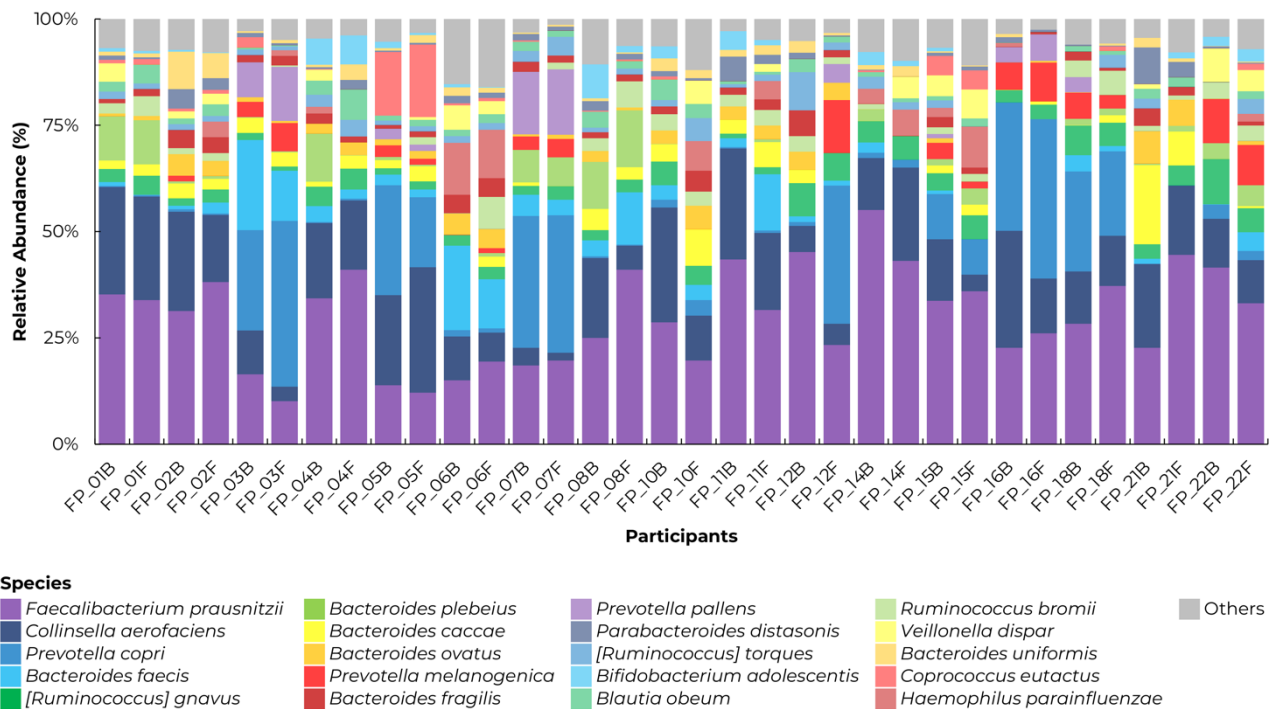 100%
75%
50%
25%
0%
Relative Abundance (%)
FP_01B
FP_01F
FP_02B
FP_02F
FP_03B
FP_03F
FP_04B
FP_04F
FP_05B
FP_05F
FP_06B
FP_06F
FP_07B
FP_07F
FP_08B
FP_08F
FP_10B
FP_10F
FP_11B
FP_11F
FP_12B
FP_12F
FP_14B
FP_14F
FP_15B
FP_15F
FP_16B
FP_16F
FP_18B
FP_18F
FP_21B
FP_21F
FP_22B
FP_22F
Participants
Species
Faecalibacterium prausnitzii
Collinsella aerofaciens
Prevotella copri
Bacteroides faecis
[Ruminococcus] gnavus
Bacteroides plebeius
Bacteroides caccae
Bacteroides ovatus
Prevotella melanogenica
Bacteroides fragilis
Prevotella pallens
Parabacteroides distasonis
[Ruminococcus] torques
Bifidobacterium adolescentis
Blautia obeum
Ruminococcus bromii
Veillonella dispar
Bacteroides uniformis
Coprococcus eutactus
Haemophilus parainfluenzae
Others